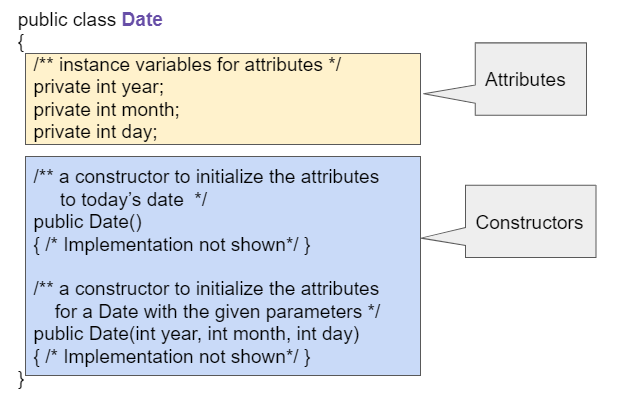 public class Date
{
/** instance variables for attributes */
private int year;
private int month;
private int day;
Attributes
/** a constructor to initialize the attributes
to today’s date */
public Date()
{ /* Implementation not shown*/ }
Constructors
/** a constructor to initialize the attributes
for a Date with the given parameters */
public Date(int year, int month, int day)
{ /* Implementation not shown*/ }
}